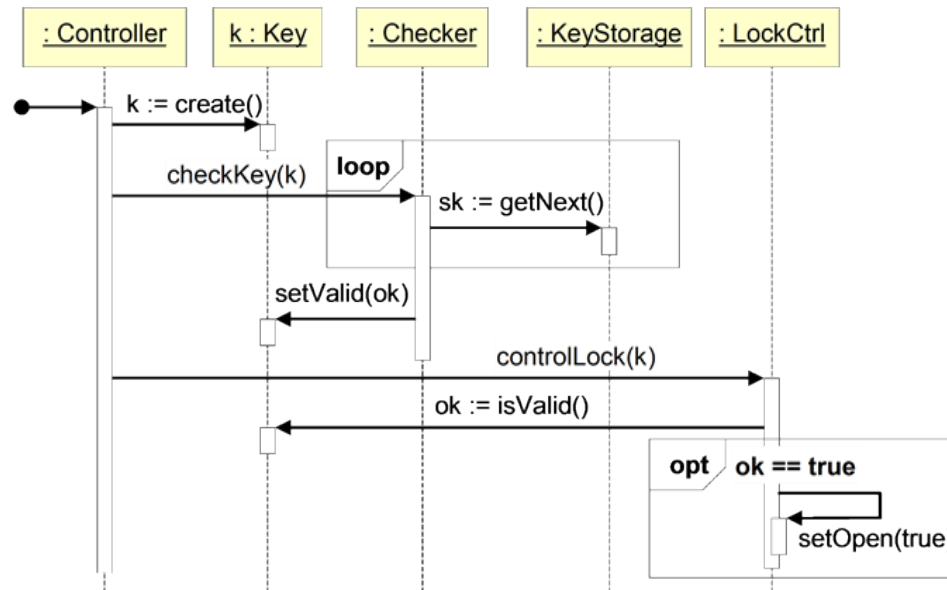 : Controller
k : Key
: Checker
: KeyStorage
: LockCtrl
k := create()
loop
checkKey(k)
sk := getNext()
setValid(ok)
controlLock(k)
ok := isValid()
opt
ok == true
setOpen(true